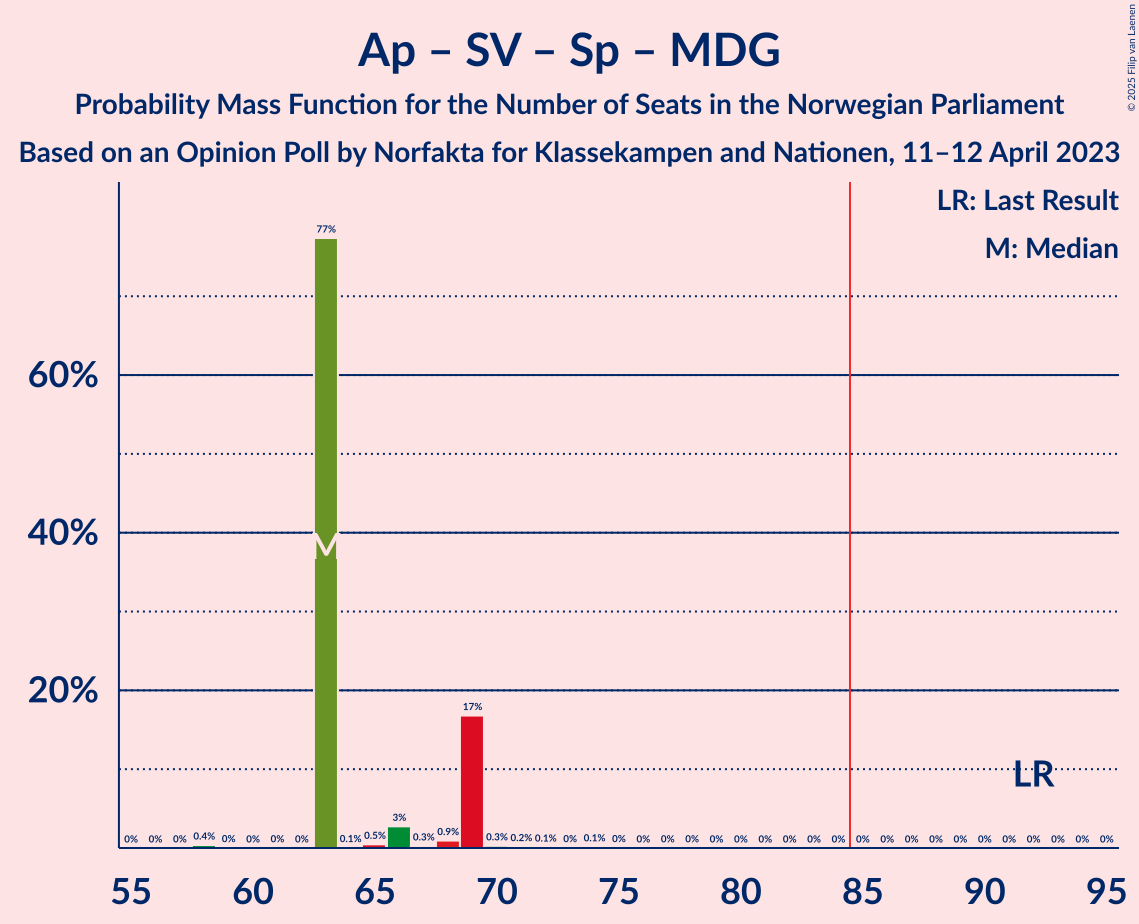 Ap – SV – Sp – MDG
Probability Mass Function for the Number of Seats in the Norwegian Parliament
Based on an Opinion Poll by Norfakta for Klassekampen and Nationen, 11–12 April 2023
© 2025 Filip van Laenen
LR: Last Result
M: Median
77%
60%
40%
M
20%
17%
LR
0% 0% 0% 0.4% 0% 0% 0% 0% 0.1% 0.5% 3% 0.3% 0.9% 0.3% 0.2% 0.1% 0% 0.1% 0% 0% 0% 0% 0% 0% 0% 0% 0% 0% 0% 0% 0% 0% 0% 0% 0% 0% 0% 0% 0%
55 60 65 70 75 80 85 90 95